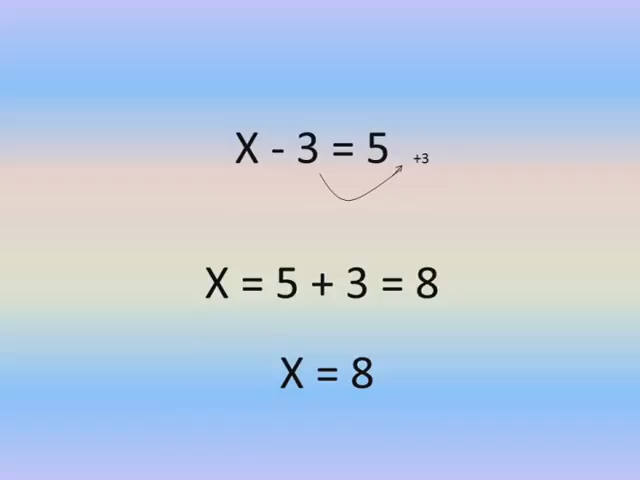 X - 3 = 5 +3
X = 5 + 3 = 8
X = 8